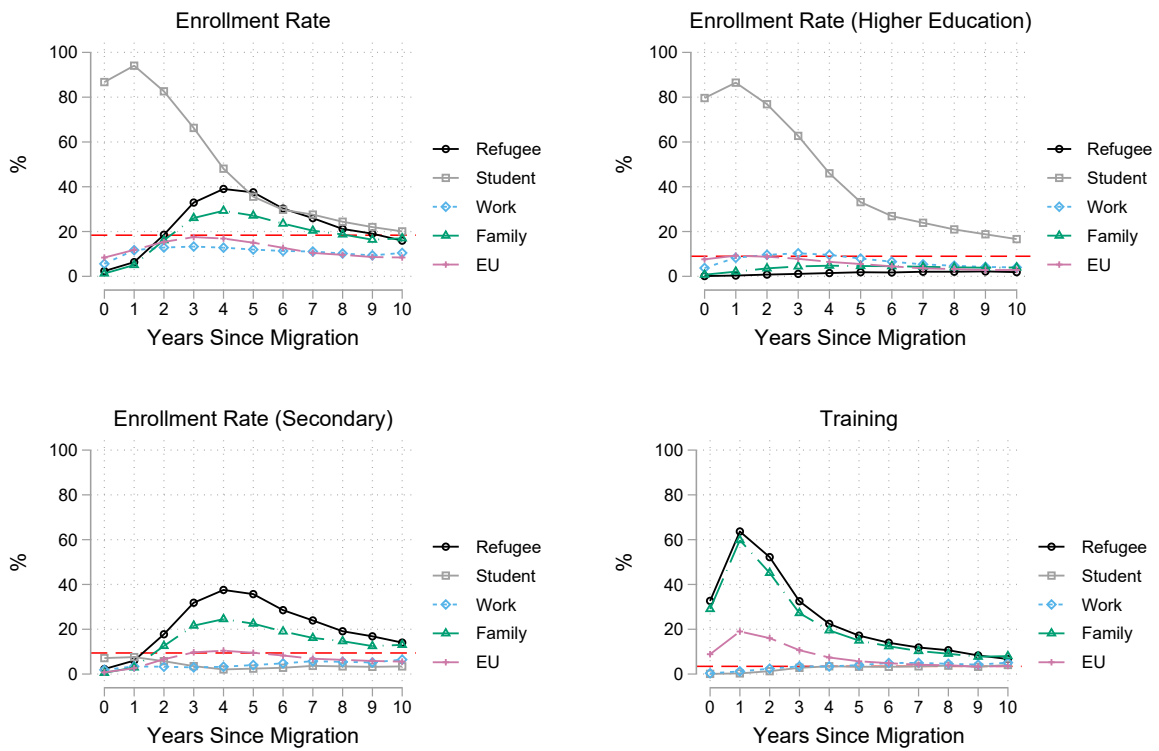 Enrollment Rate
%
100
80
60
40
20
0
0 1 2 3 4 5 6 7 8 9 10
Years Since Migration
Refugee
Student
Work
Family
EU
Enrollment Rate (Higher Education)
%
100
80
60
40
20
0
0 1 2 3 4 5 6 7 8 9 10
Years Since Migration
Refugee
Student
Work
Family
EU
Enrollment Rate (Secondary)
%
100
80
60
40
20
0
0 1 2 3 4 5 6 7 8 9 10
Years Since Migration
Refugee
Student
Work
Family
EU
Training
%
100
80
60
40
20
0
0 1 2 3 4 5 6 7 8 9 10
Years Since Migration
Refugee
Student
Work
Family
EU